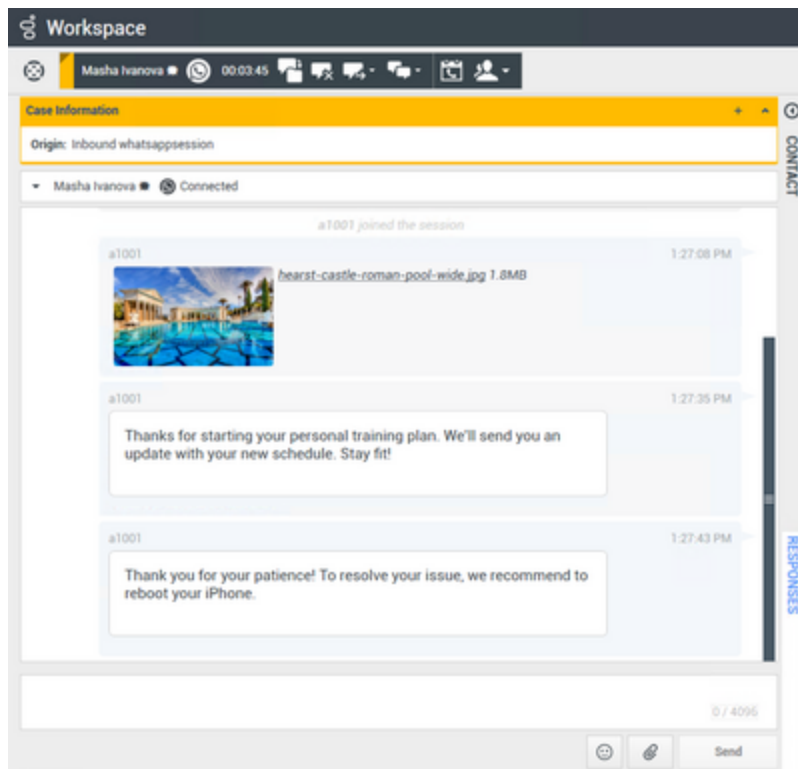 Workspace
Masha Ivanova
00:03:45
Case Information
Origin: Inbound whatsappsession
Masha Ivanova
Connected
CONTACT
a1001 joined the session
a1001
1:27:08 PM
hearst-castle-roman-pool-wide.jpg 1.8MB
a1001
1:27:35 PM
Thanks for starting your personal training plan. We'll send you an
update with your new schedule. Stay fit!
a1001
1:27:43 PM
Thank you for your patience! To resolve your issue, we recommend to
reboot your iPhone.
RESPONSES
0 / 4096
Send